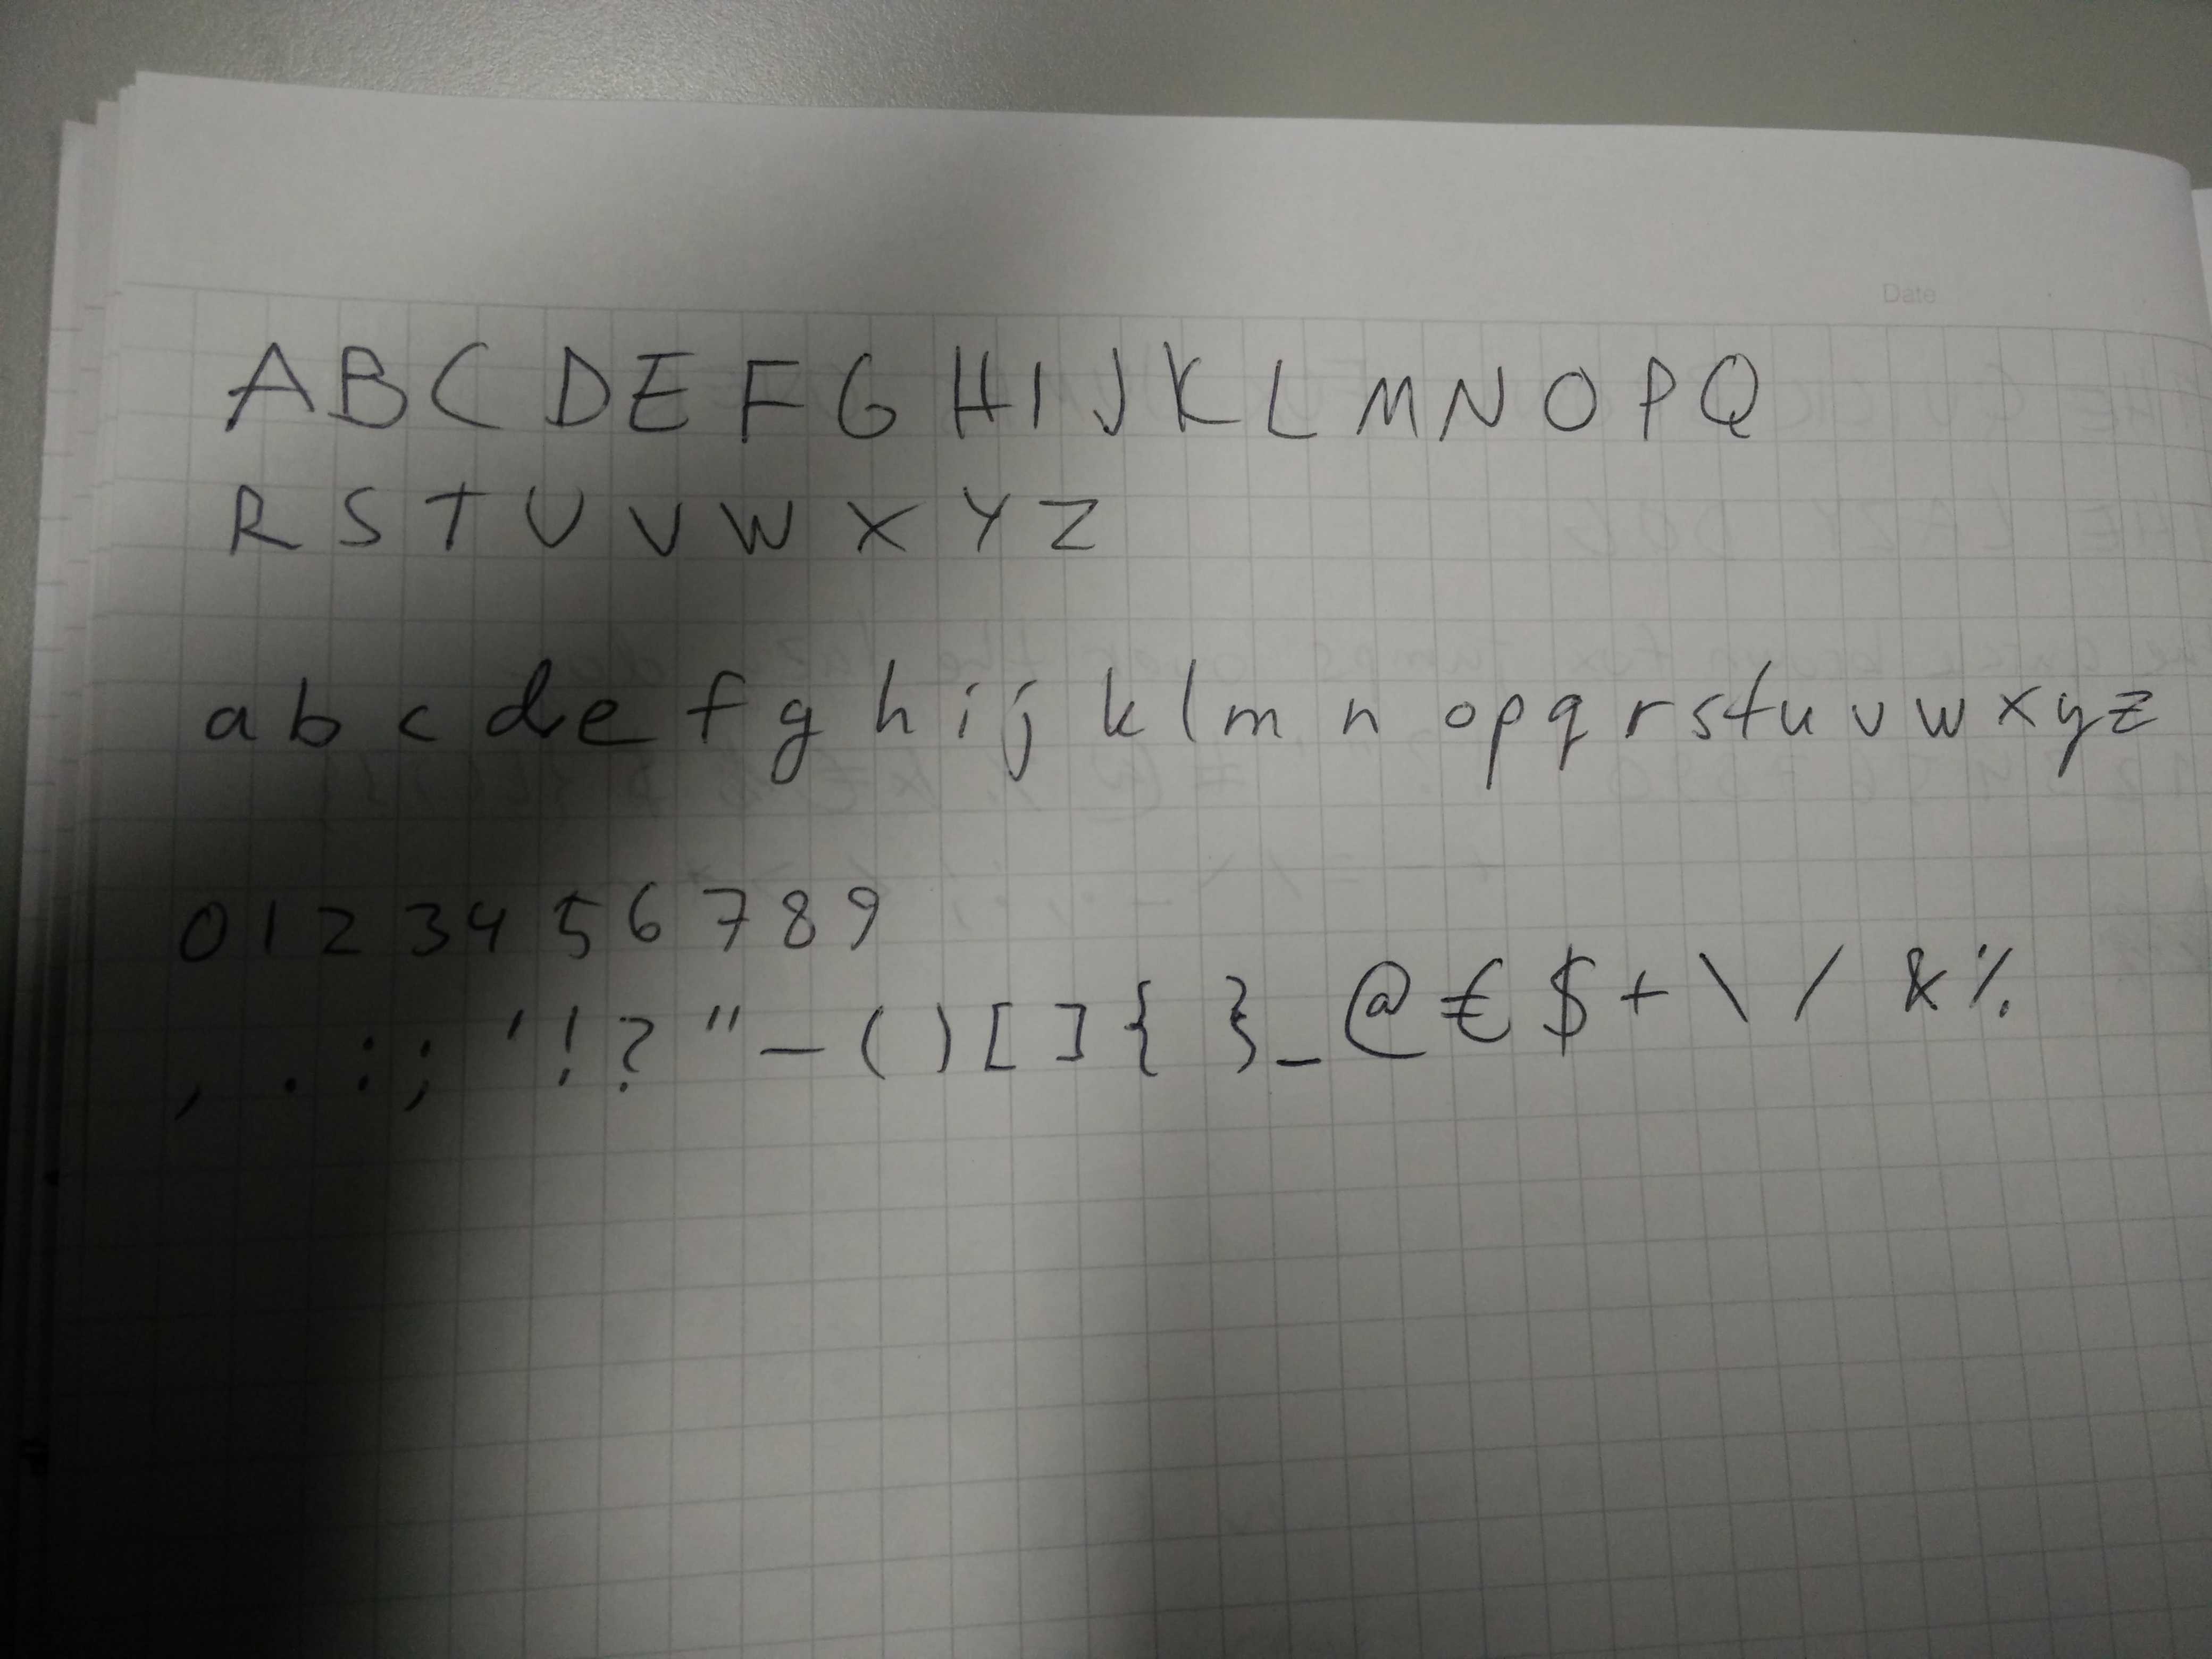 Date
A B C D E F G H I J K L M N O P Q
R S T U V W X Y Z
a b c d e f g h i j k l m n o p q r s t u v w x y z
0 1 2 3 4 5 6 7 8 9
, . : ; ' ! ? " - ( ) [ ] { } _ @ € $ + \ / & %